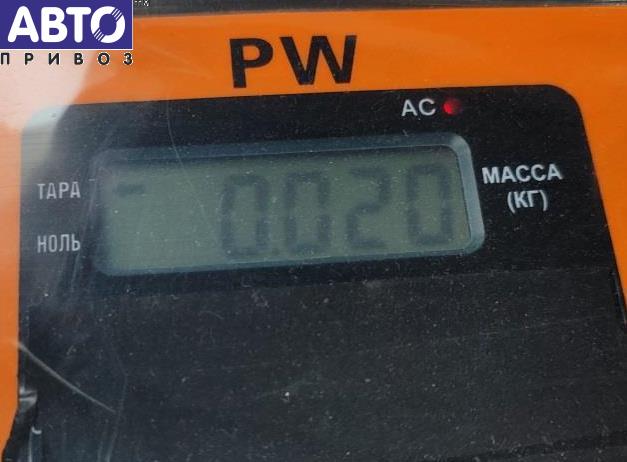 АВТО
ПРИВОЗ
PW
AC
ТАРА
НОЛЬ
0.020
МАССА
(КГ)